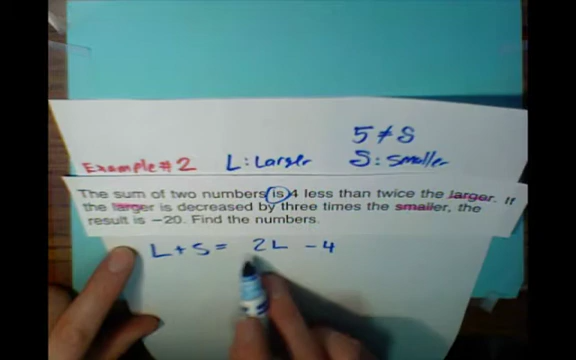 5 ≠ S
Example #2 L: Larger S: smaller
The sum of two numbers is 4 less than twice the larger. If
the larger is decreased by three times the smaller, the
result is −20. Find the numbers.
L + S = 2L - 4